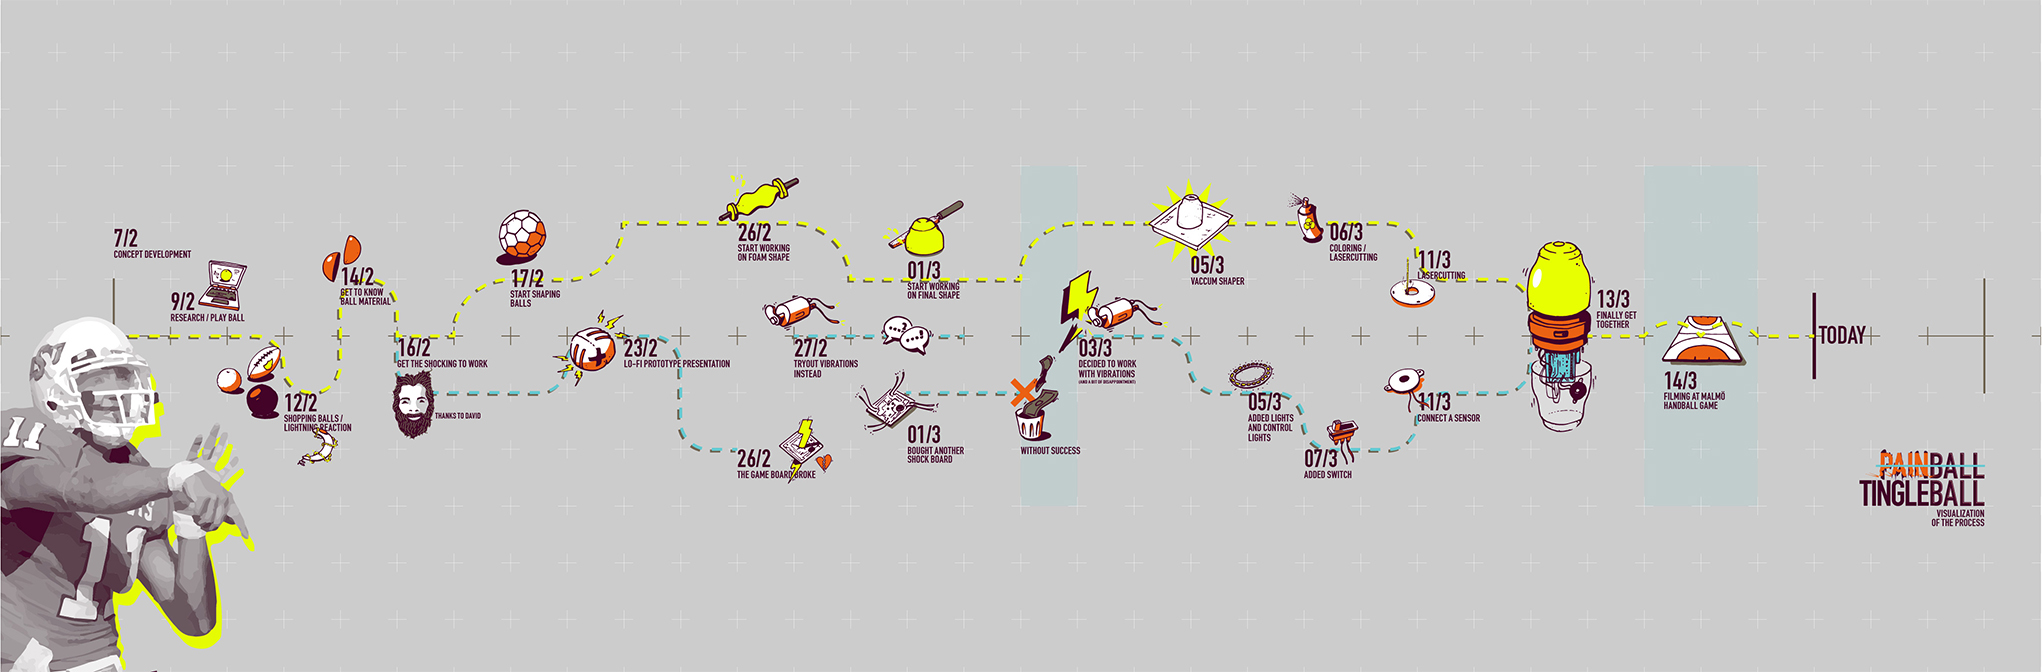 7/2
CONCEPT DEVELOPMENT
9/2
RESEARCH / PLAY BALL
12/2
SHOPPING BALLS /
LIGHTNING REACTION
14/2
GET TO KNOW
BALL MATERIAL
16/2
GET THE SHOCKING TO WORK
THANKS TO DAVID
17/2
START SHAPING
BALLS
23/2
LO-FI PROTOTYPE PRESENTATION
26/2
START WORKING
ON FOAM SHAPE
26/2
THE GAME BOARD BROKE
27/2
TRYOUT VIBRATIONS
INSTEAD
01/3
START WORKING
ON FINAL SHAPE
01/3
BOUGHT ANOTHER
SHOCK BOARD
WITHOUT SUCCESS
03/3
DECIDED TO WORK
WITH VIBRATIONS
(AND A BIT OF DISAPPOINTMENT)
05/3
VACCUM SHAPER
05/3
ADDED LIGHTS
AND CONTROL
LIGHTS
06/3
COLORING /
LASERCUTTING
07/3
ADDED SWITCH
11/3
LASERCUTTING
11/3
CONNECT A SENSOR
13/3
FINALLY GET
TOGETHER
14/3
FILMING AT MALMÖ
HANDBALL GAME
TODAY
11
1
PAINBALL
TINGLEBALL
VISUALIZATION
OF THE PROCESS